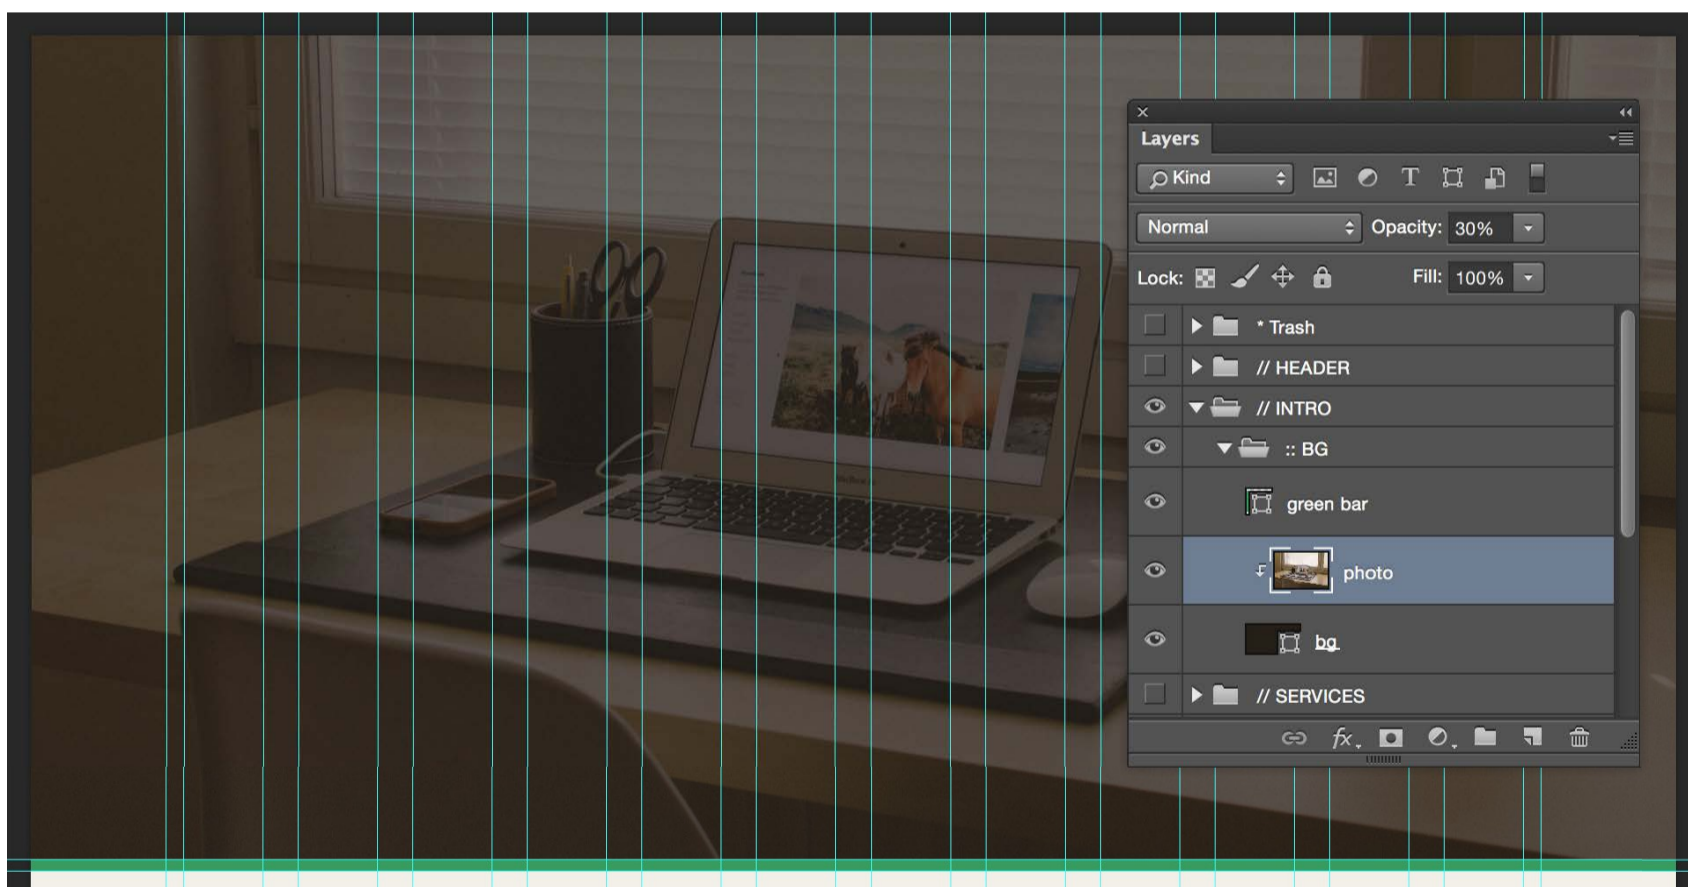 Layers
Kind
Normal Opacity: 30%
Lock: Fill: 100%
* Trash
// HEADER
// INTRO
:: BG
green bar
photo
bg
// SERVICES
fx